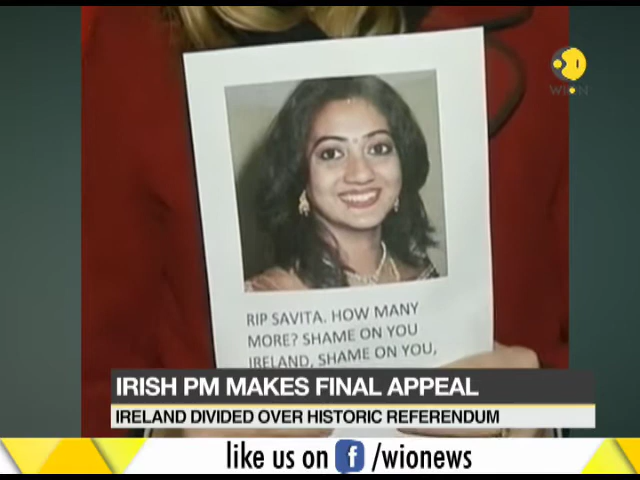 WION
RIP SAVITA. HOW MANY
MORE? SHAME ON YOU
IRELAND, SHAME ON YOU,
IRISH PM MAKES FINAL APPEAL
IRELAND DIVIDED OVER HISTORIC REFERENDUM
like us on f /wionews